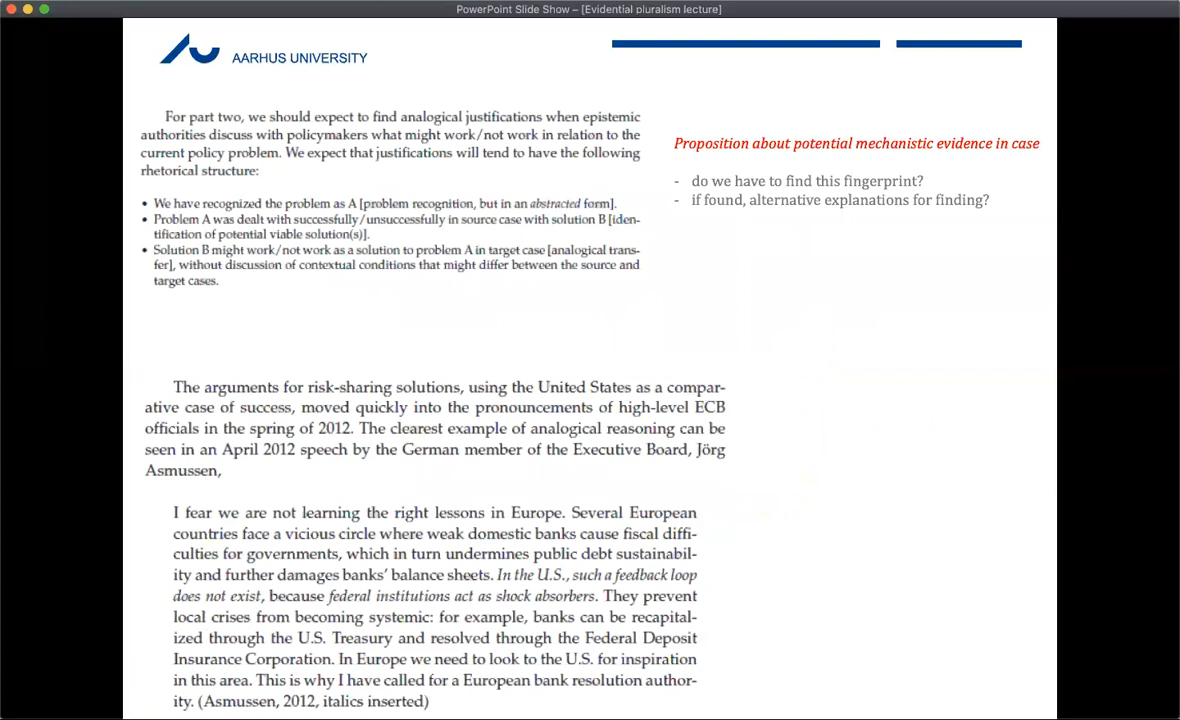 PowerPoint Slide Show – [Evidential pluralism lecture]
AARHUS UNIVERSITY
For part two, we should expect to find analogical justifications when epistemic
authorities discuss with policymakers what might work/not work in relation to the
current policy problem. We expect that justifications will tend to have the following
rhetorical structure:
• We have recognized the problem as A [problem recognition, but in an abstracted form].
• Problem A was dealt with successfully/unsuccessfully in source case with solution B [iden-
tification of potential viable solution(s)].
• Solution B might work/not work as a solution to problem A in target case [analogical trans-
fer], without discussion of contextual conditions that might differ between the source and
target cases.
Proposition about potential mechanistic evidence in case
- do we have to find this fingerprint?
- if found, alternative explanations for finding?
The arguments for risk-sharing solutions, using the United States as a compar-
ative case of success, moved quickly into the pronouncements of high-level ECB
officials in the spring of 2012. The clearest example of analogical reasoning can be
seen in an April 2012 speech by the German member of the Executive Board, Jörg
Asmussen,
I fear we are not learning the right lessons in Europe. Several European
countries face a vicious circle where weak domestic banks cause fiscal diffi-
culties for governments, which in turn undermines public debt sustainabil-
ity and further damages banks' balance sheets. In the U.S., such a feedback loop
does not exist, because federal institutions act as shock absorbers. They prevent
local crises from becoming systemic: for example, banks can be recapital-
ized through the U.S. Treasury and resolved through the Federal Deposit
Insurance Corporation. In Europe we need to look to the U.S. for inspiration
in this area. This is why I have called for a European bank resolution author-
ity. (Asmussen, 2012, italics inserted)